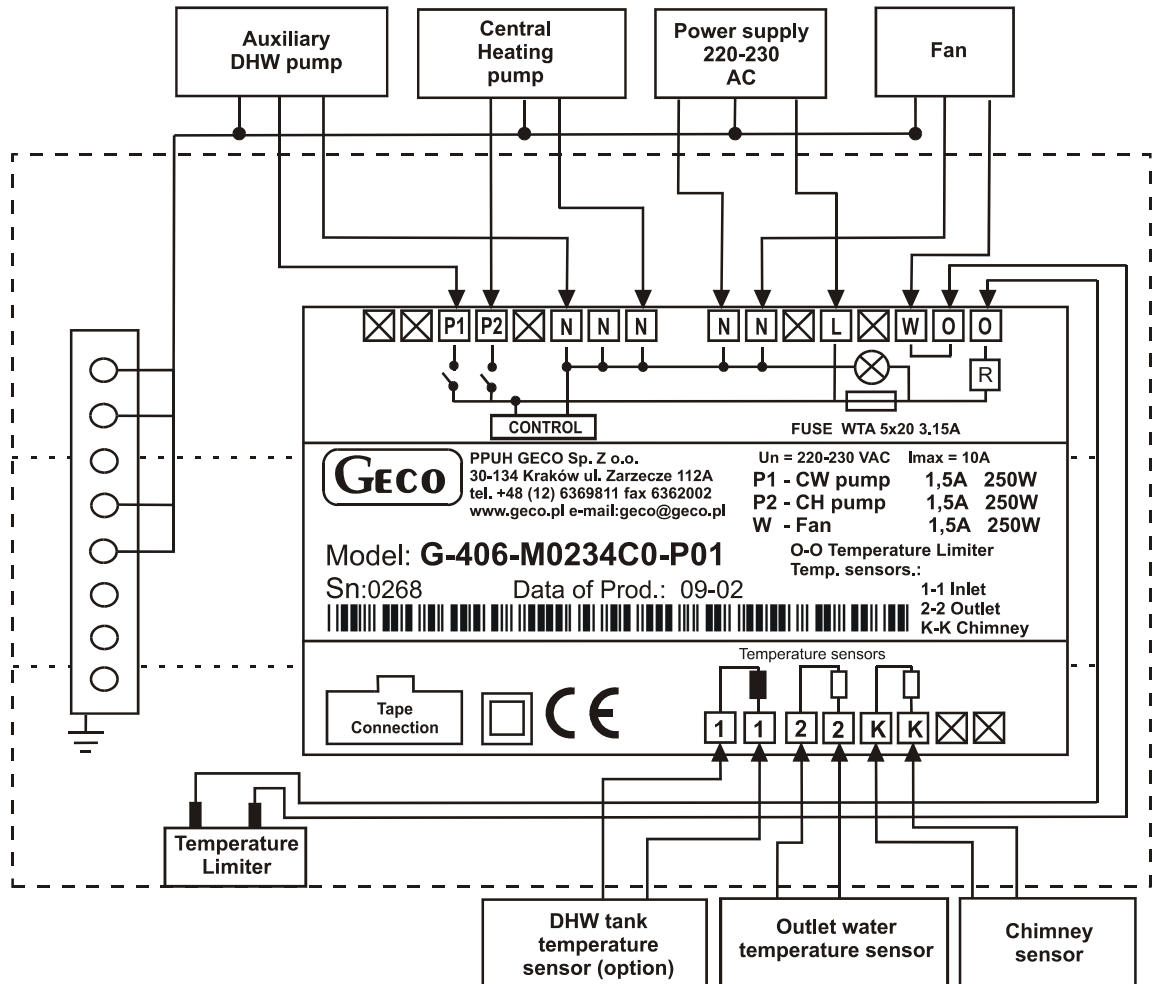 Auxiliary
DHW pump
Central
Heating
pump
Power supply
220-230
AC
Fan
P1 P2 N N N N N L W O O
R
CONTROL
FUSE WTA 5x20 3.15A
GECO
PPUH GECO Sp. Z o.o.
30-134 Kraków ul. Zarzecze 112A
tel. +48 (12) 6369811 fax 6362002
www.geco.pl e-mail:geco@geco.pl
Un = 220-230 VAC Imax = 10A
P1 - CW pump 1,5A 250W
P2 - CH pump 1,5A 250W
W - Fan 1,5A 250W
O-O Temperature Limiter
Temp. sensors.:
1-1 Inlet
2-2 Outlet
K-K Chimney
Model: G-406-M0234C0-P01
Sn:0268 Data of Prod.: 09-02
Temperature sensors
Tape
Connection
CE
1 1 2 2 K K
Temperature
Limiter
DHW tank
temperature
sensor (option)
Outlet water
temperature sensor
Chimney
sensor